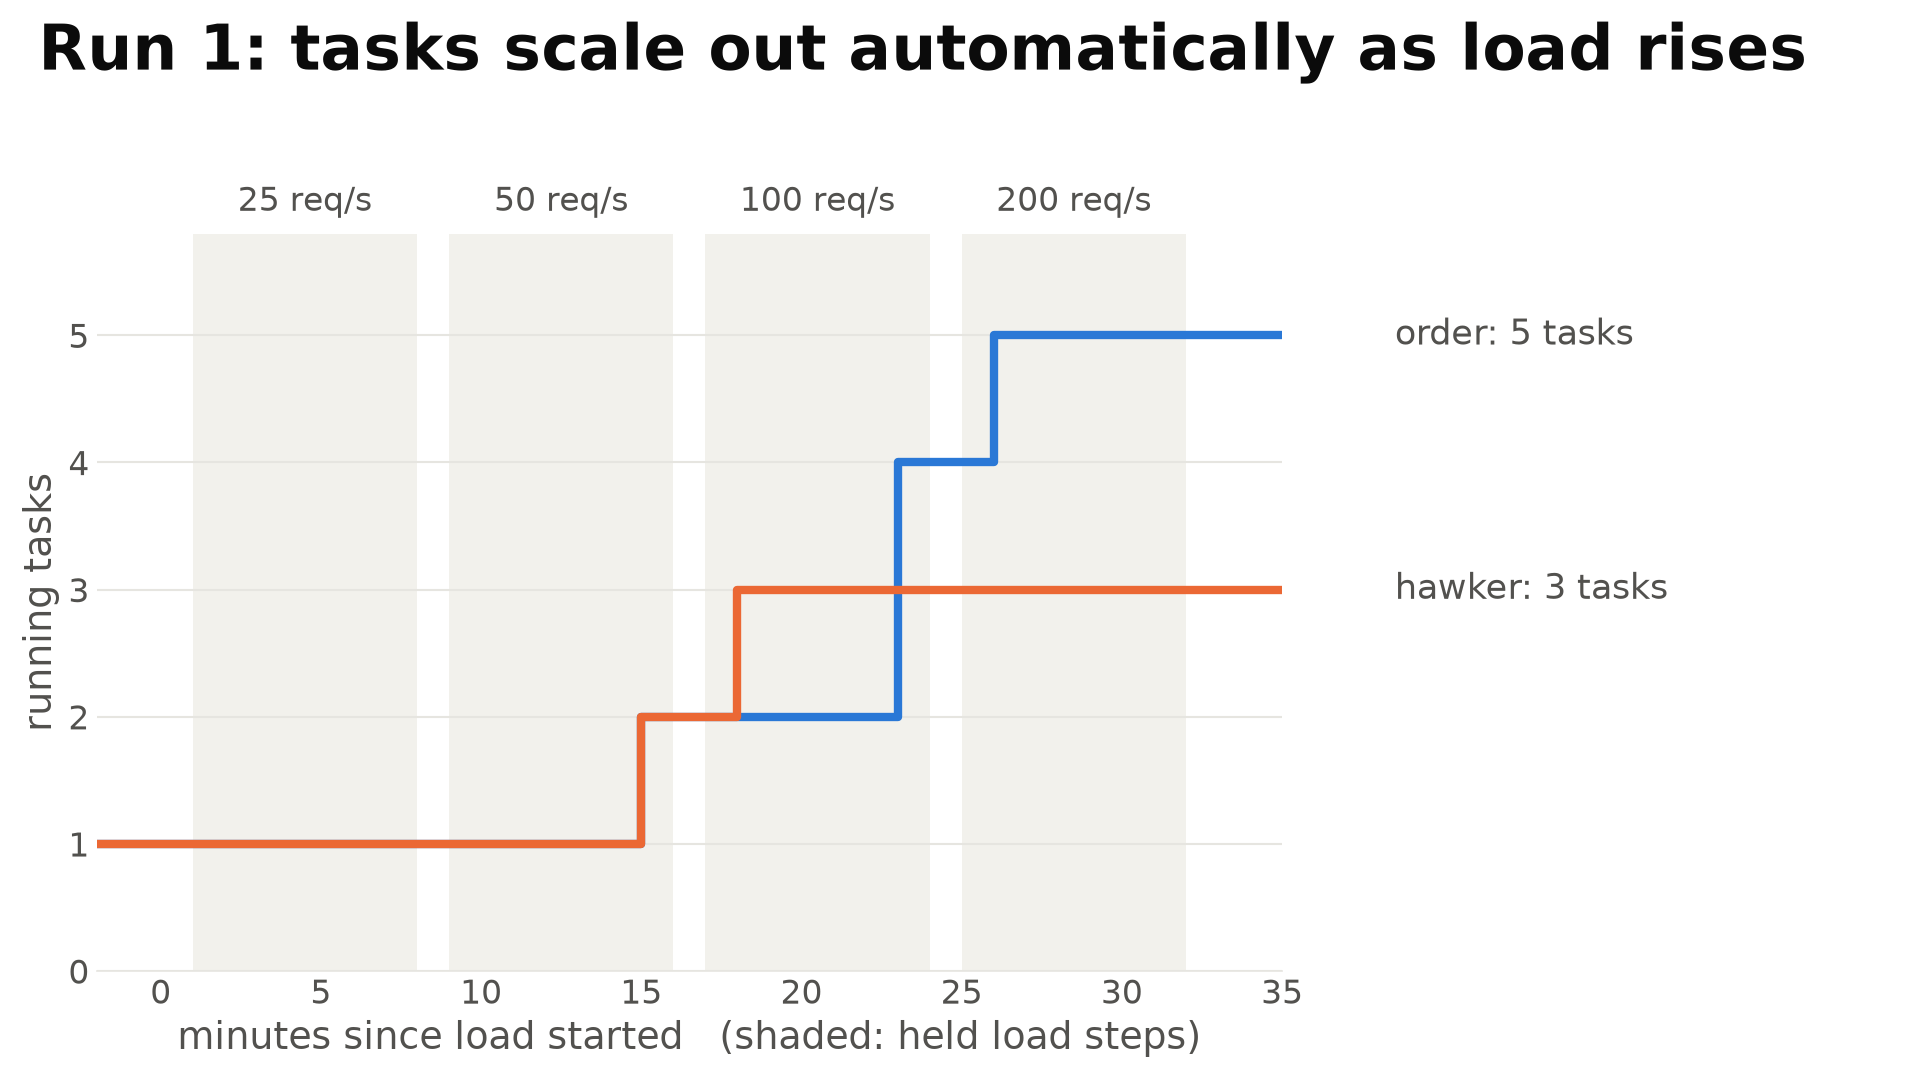 Run 1: tasks scale out automatically as load rises
25 req/s 50 req/s 100 req/s 200 req/s
5
order: 5 tasks
4
running tasks
3
hawker: 3 tasks
2
1
0
0 5 10 15 20 25 30 35
minutes since load started (shaded: held load steps)